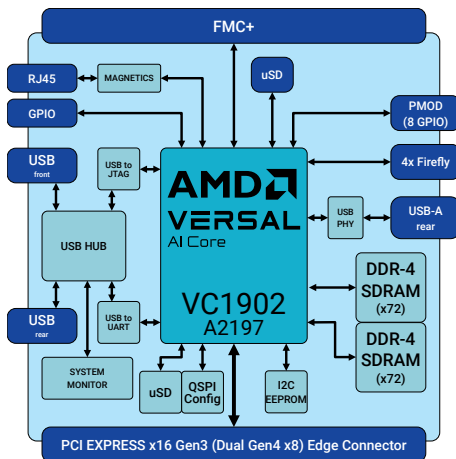 FMC+
RJ45
MAGNETICS
uSD
GPIO
PMOD
(8 GPIO)
USB
front
USB to
JTAG
AMD
VERSAL
AI Core
4x Firefly
USB
PHY
USB-A
rear
USB HUB
DDR-4
SDRAM
(x72)
VC1902
A2197
USB
rear
USB to
UART
DDR-4
SDRAM
(x72)
SYSTEM
MONITOR
uSD
QSPI
Config
I2C
EEPROM
PCI EXPRESS x16 Gen3 (Dual Gen4 x8) Edge Connector